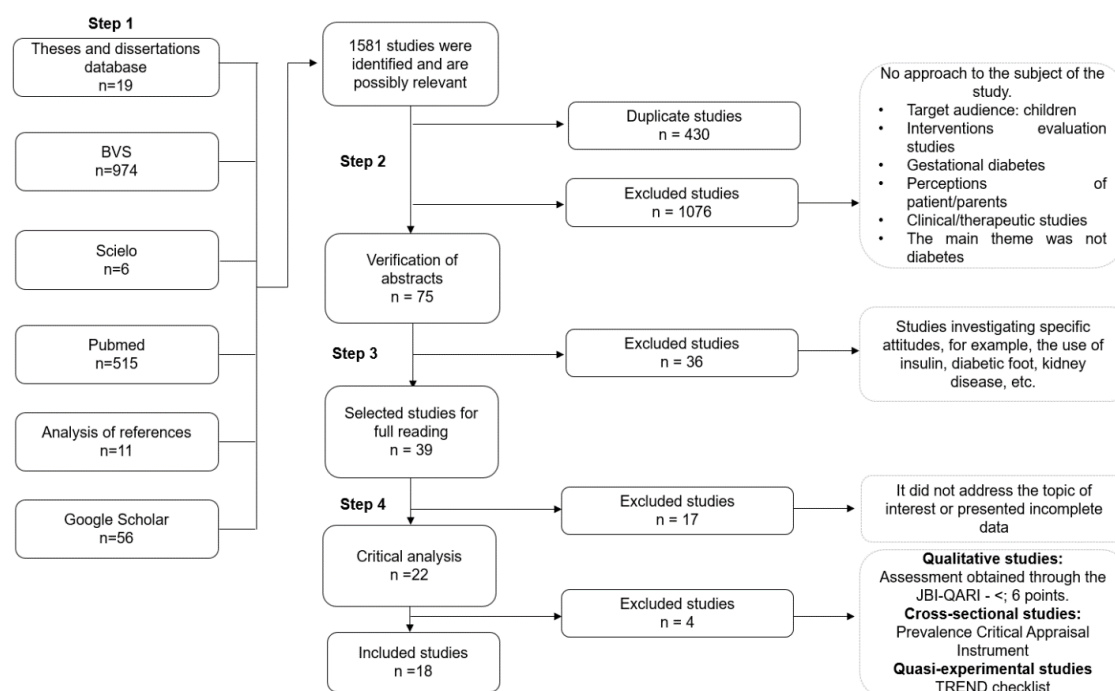 Step 1
Theses and dissertations
database
n=19
BVS
n=974
Scielo
n=6
Pubmed
n=515
Analysis of references
n=11
Google Scholar
n=56
1581 studies were
identified and are
possibly relevant
Step 2
Duplicate studies
n = 430
Excluded studies
n = 1076
No approach to the subject of the
study.
• Target audience: children
• Interventions evaluation
studies
• Gestational diabetes
• Perceptions of
patient/parents
• Clinical/therapeutic studies
• The main theme was not
diabetes
Verification of
abstracts
n = 75
Step 3
Excluded studies
n = 36
Studies investigating specific
attitudes, for example, the use of
insulin, diabetic foot, kidney
disease, etc.
Selected studies for
full reading
n = 39
Step 4
Excluded studies
n = 17
It did not address the topic of
interest or presented incomplete
data
Critical analysis
n =22
Excluded studies
n = 4
Qualitative studies:
Assessment obtained through the
JBI-QARI - <; 6 points.
Cross-sectional studies:
Prevalence Critical Appraisal
Instrument
Quasi-experimental studies
TREND checklist
Included studies
n =18